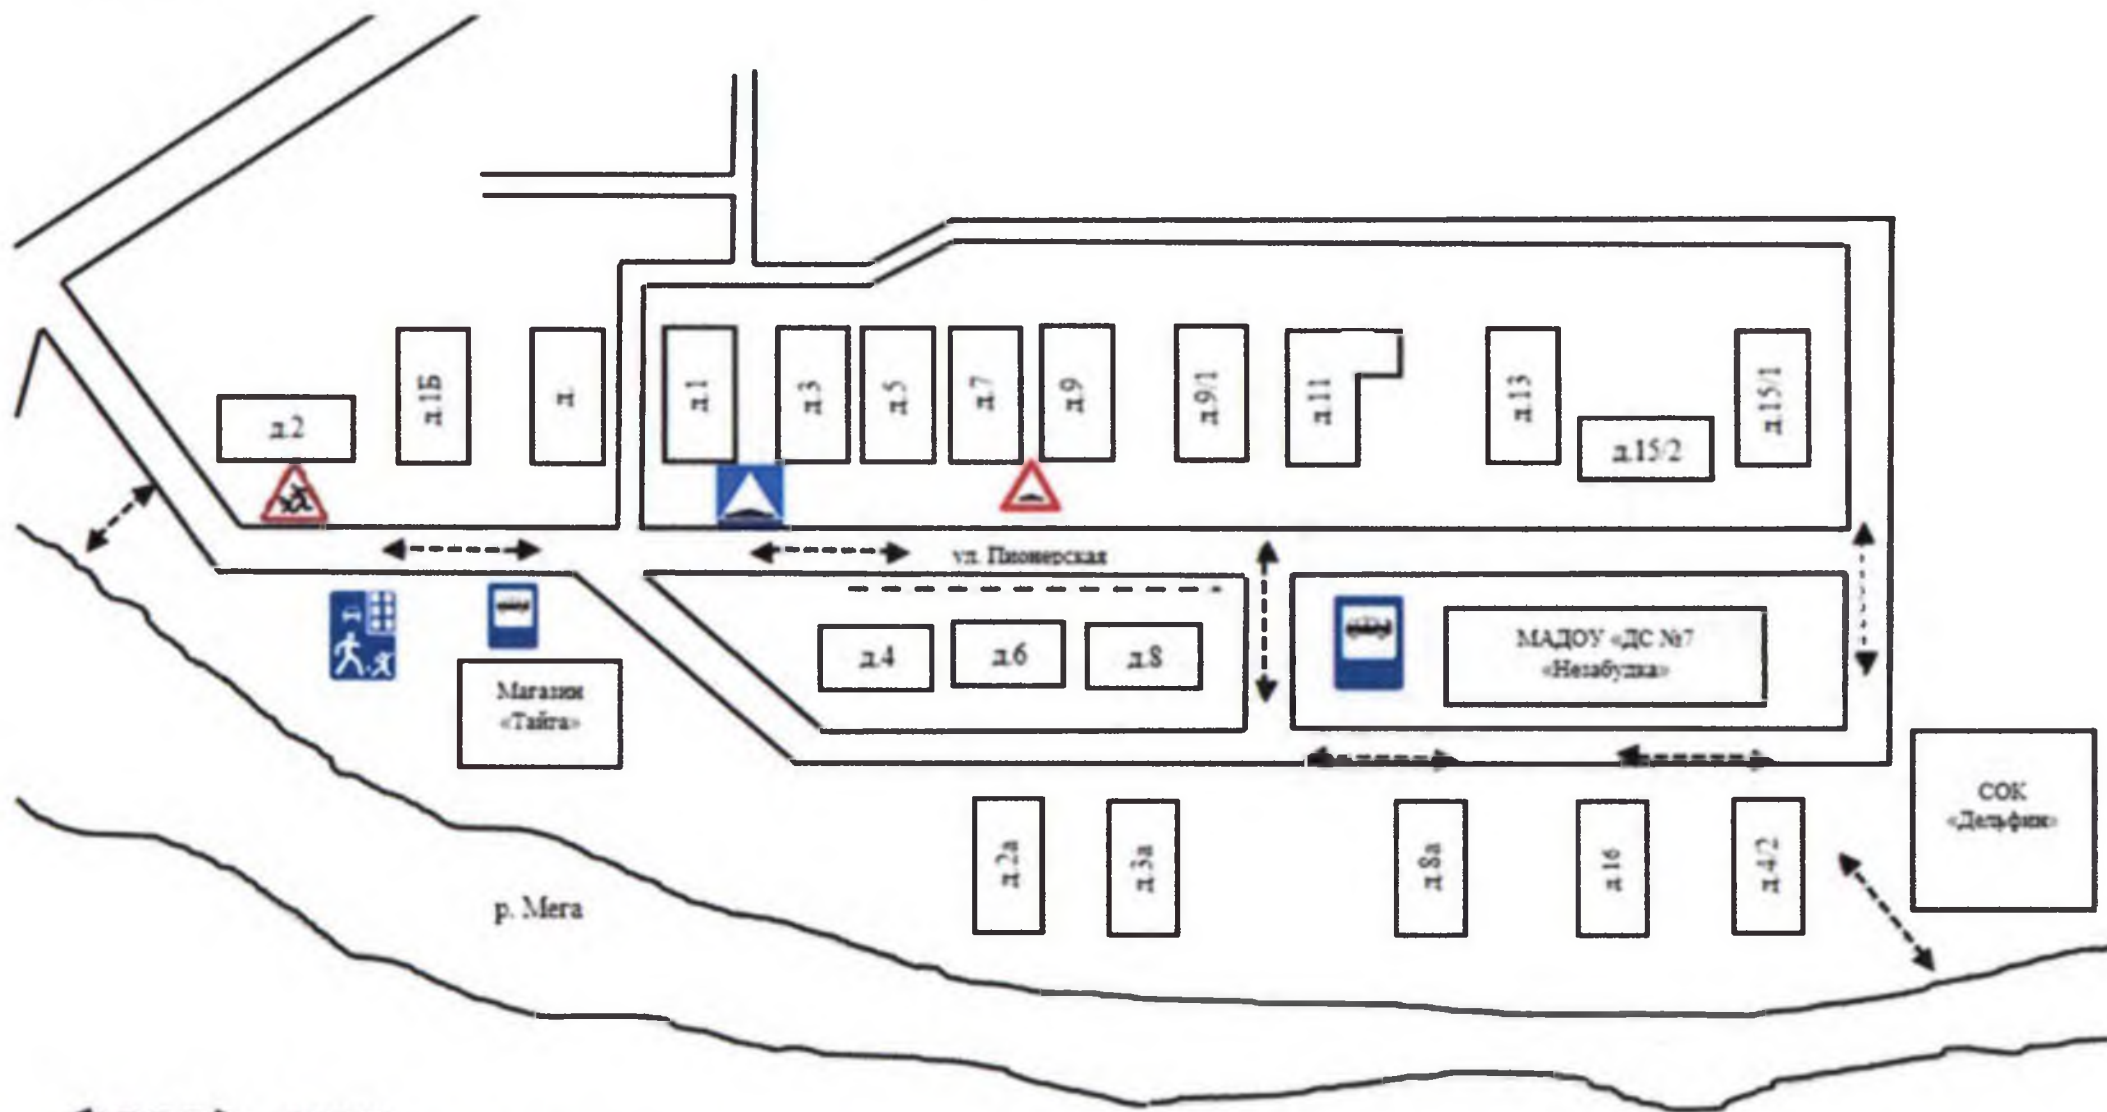 д.1Б
д.
д.1
д.3
д.5
д.7
д.9
д.9/1
д.11
д.13
д.15/1
д.2
д.15/2
ул. Пионерская
МАДОУ «ДС №7
«Незабудка»
д.4
д.6
д.8
Магазин
«Тайга»
СОК
«Дельфин»
д.2а
д.3а
д.8а
д.16
д.4/2
р. Мега